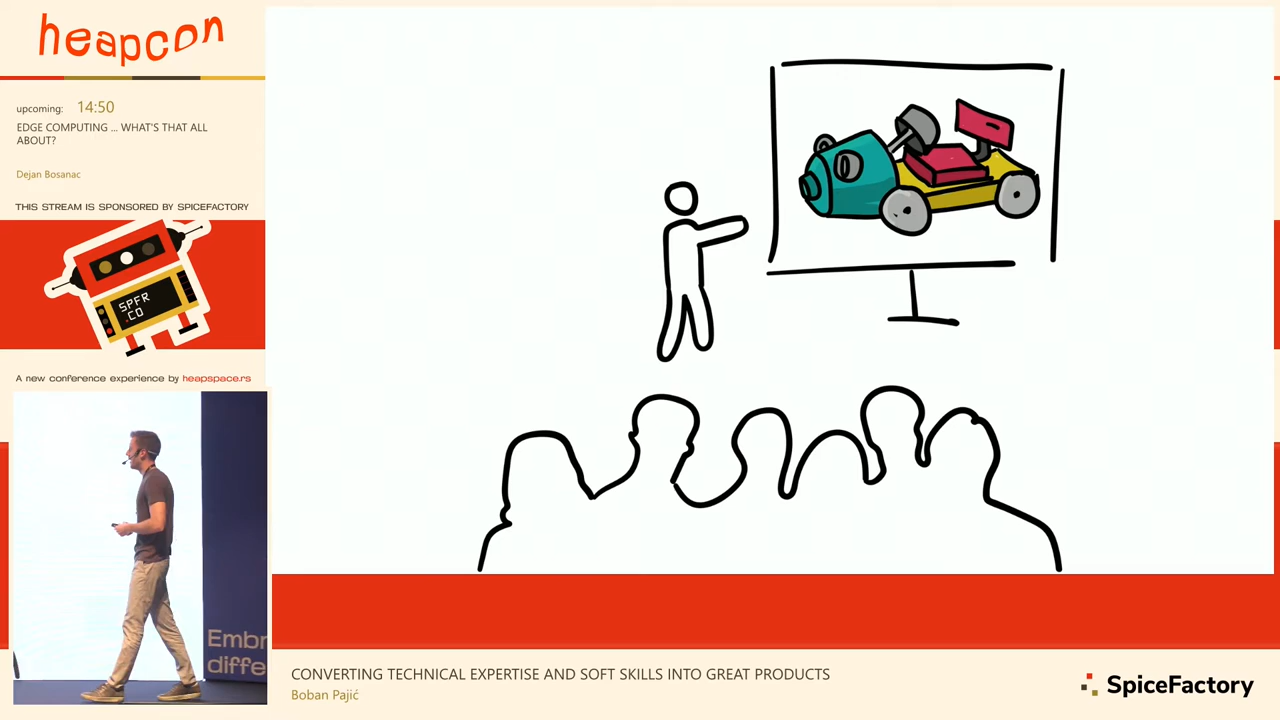 heapcon
upcoming: 14:50
EDGE COMPUTING ... WHAT'S THAT ALL
ABOUT?
Dejan Bosanac
THIS STREAM IS SPONSORED BY SPICEFACTORY
SPFR
.CO
A new conference experience by heapspace.rs
Embr
diffe
CONVERTING TECHNICAL EXPERTISE AND SOFT SKILLS INTO GREAT PRODUCTS
Boban Pajić
SpiceFactory